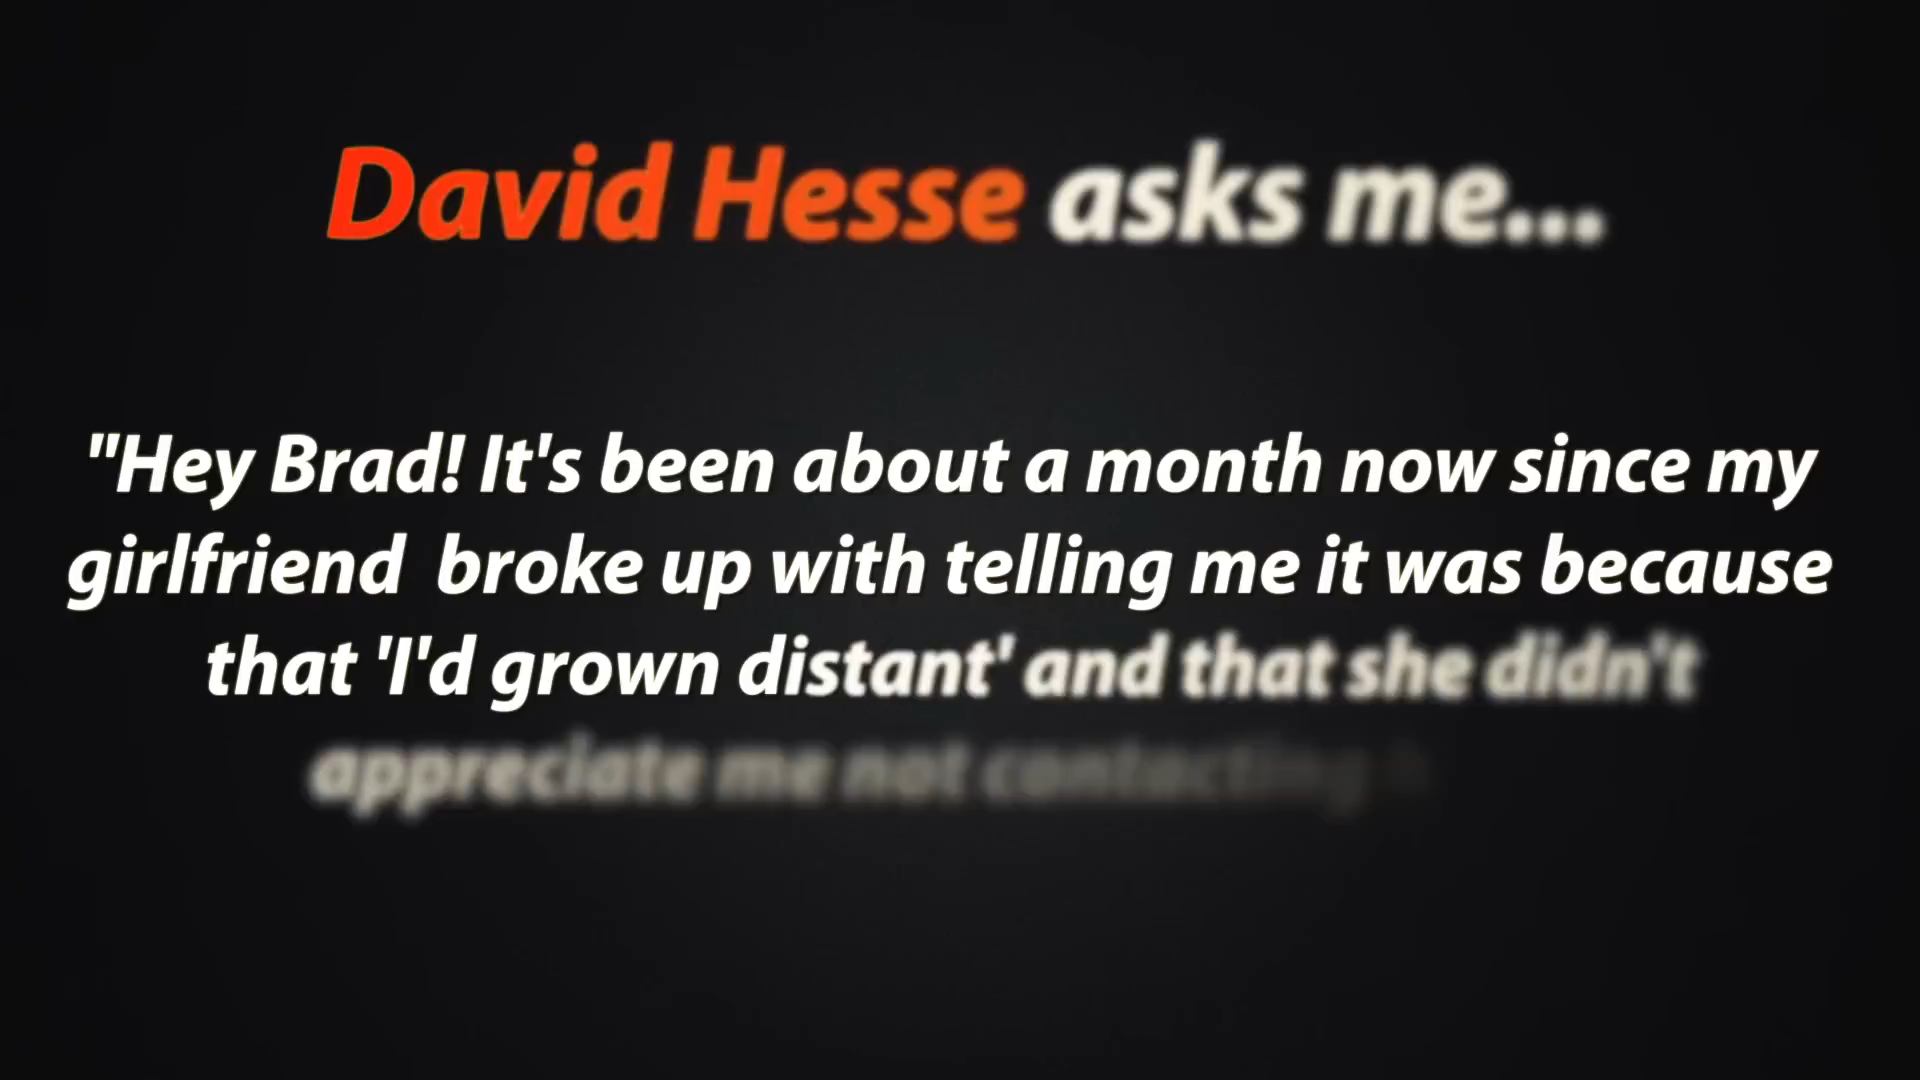 David Hesse asks me...
"Hey Brad! It's been about a month now since my
girlfriend  broke up with telling me it was because
that 'I'd grown distant' and that she didn't
appreciate me not contacting